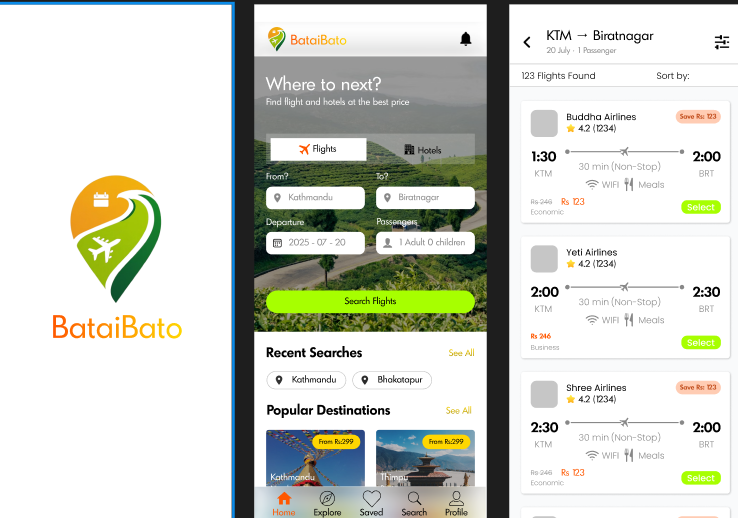 BataiBato
BataiBato
Where to next?
Find flight and hotels at the best price
Flights
Hotels
From?
To?
Kathmandu
Biratnagar
Departure
Passengers
2025 - 07 - 20
1 Adult 0 children
Search Flights
Recent Searches
See All
Kathmandu
Bhakatapur
Popular Destinations
See All
From Rs:299
From Rs:299
Kathmandu
Thimpu
Home
Explore
Saved
Search
Profile
KTM → Biratnagar
20 July · 1 Passenger
123 Flights Found
Sort by:
Buddha Airlines
Save Rs: 123
4.2 (1234)
1:30
2:00
KTM
30 min (Non-Stop)
BRT
WIFI
Meals
Rs 246
Rs 123
Economic
Select
Yeti Airlines
4.2 (1234)
2:00
2:30
KTM
30 min (Non-Stop)
BRT
WIFI
Meals
Rs 246
Business
Select
Shree Airlines
Save Rs: 123
4.2 (1234)
2:30
2:00
KTM
30 min (Non-Stop)
BRT
WIFI
Meals
Rs 246
Rs 123
Economic
Select